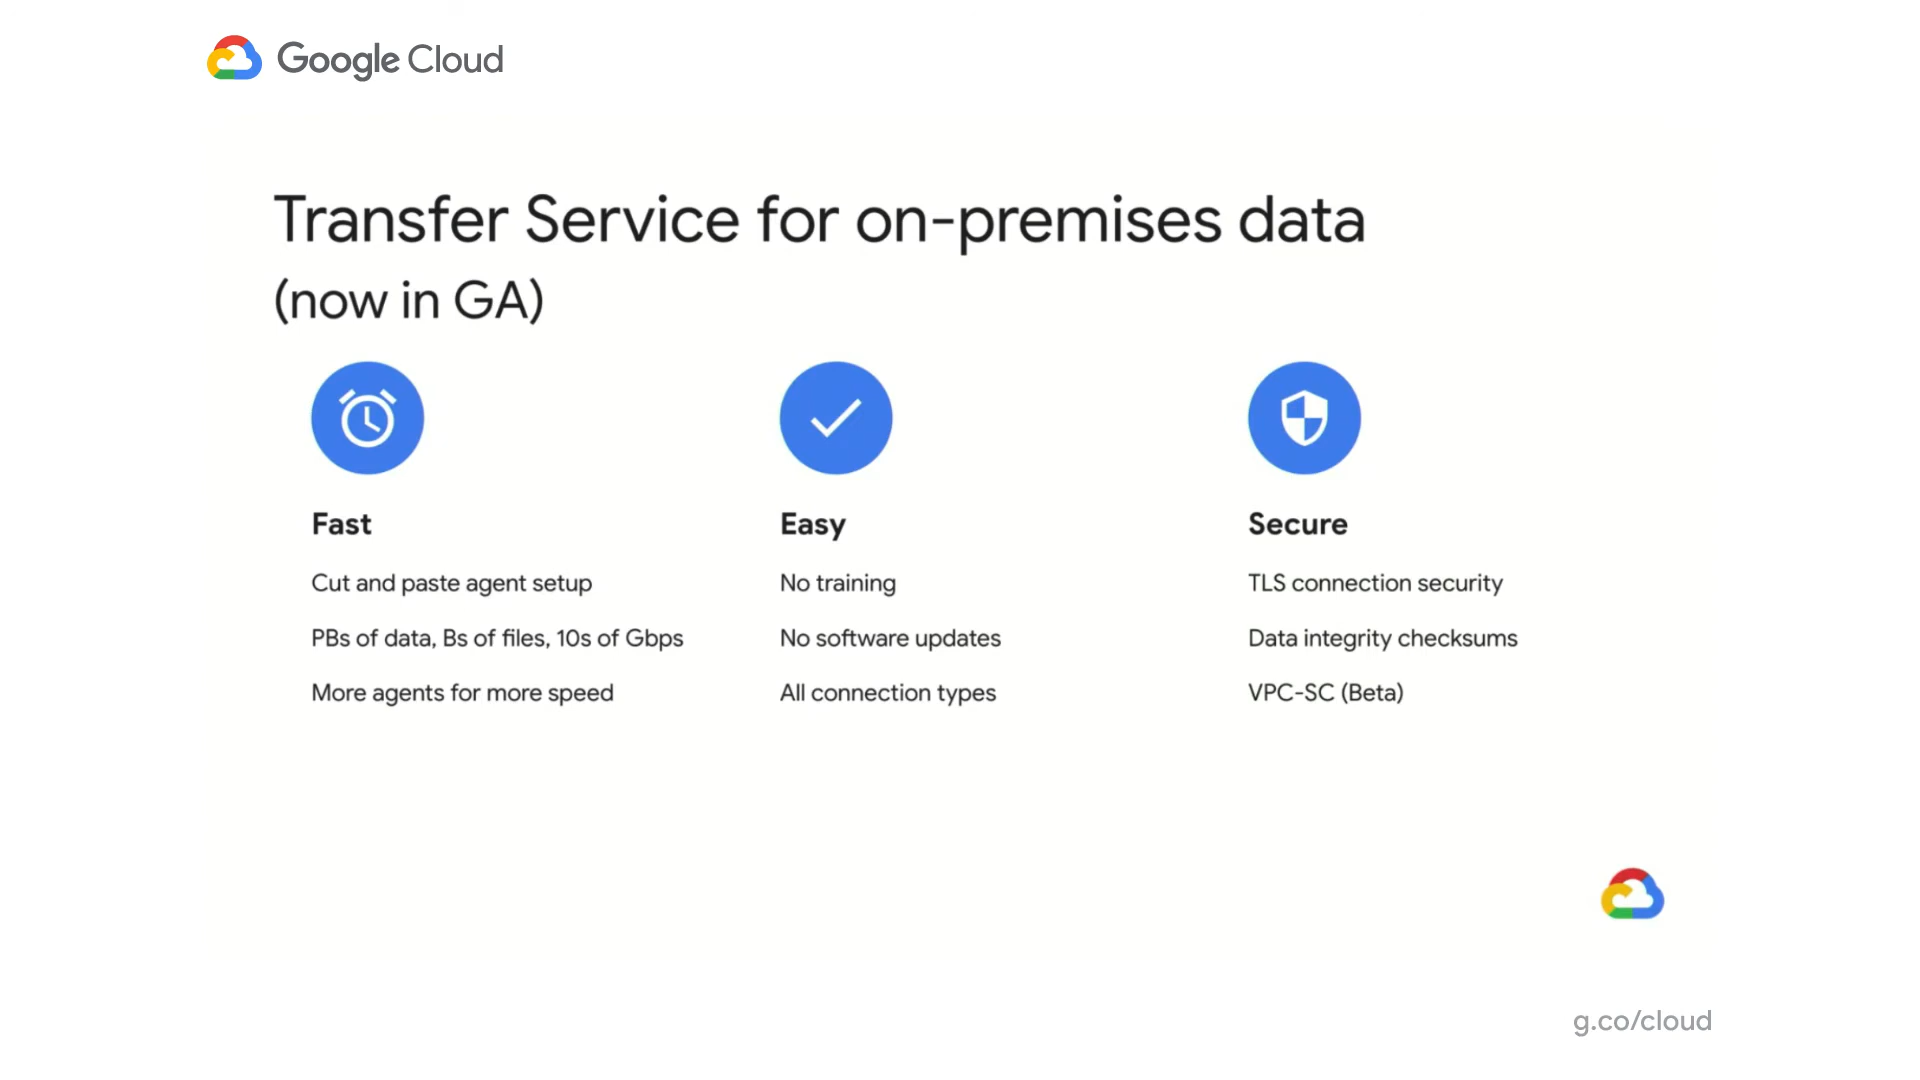 Google Cloud
Transfer Service for on-premises data
(now in GA)
Fast
Cut and paste agent setup
PBs of data, Bs of files, 10s of Gbps
More agents for more speed
Easy
No training
No software updates
All connection types
Secure
TLS connection security
Data integrity checksums
VPC-SC (Beta)
g.co/cloud